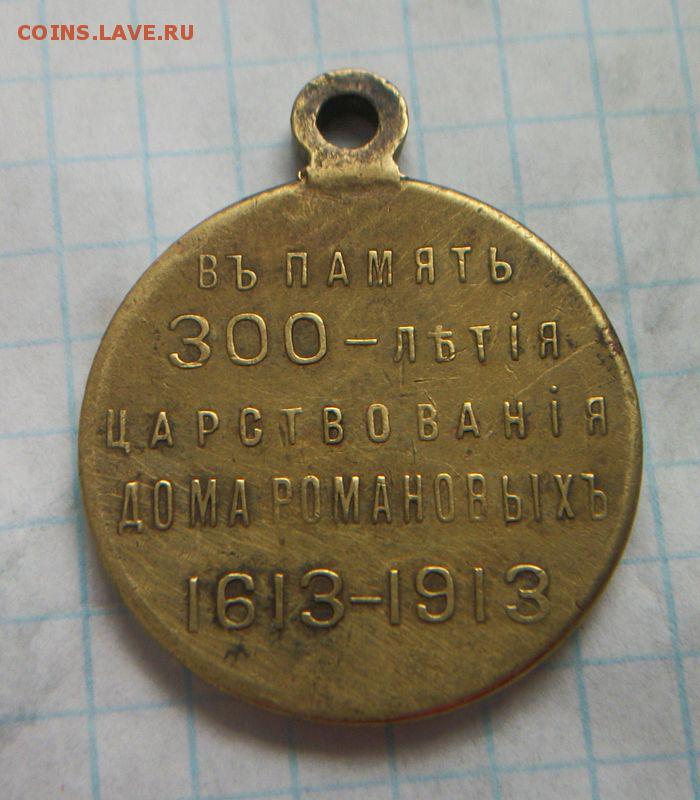 COINS.LAVE.RU
ВЪ ПАМЯТЬ
300-ЛѢТІЯ
ЦАРСТВОВАНІЯ
ДОМА РОМАНОВЫХЪ
1613-1913